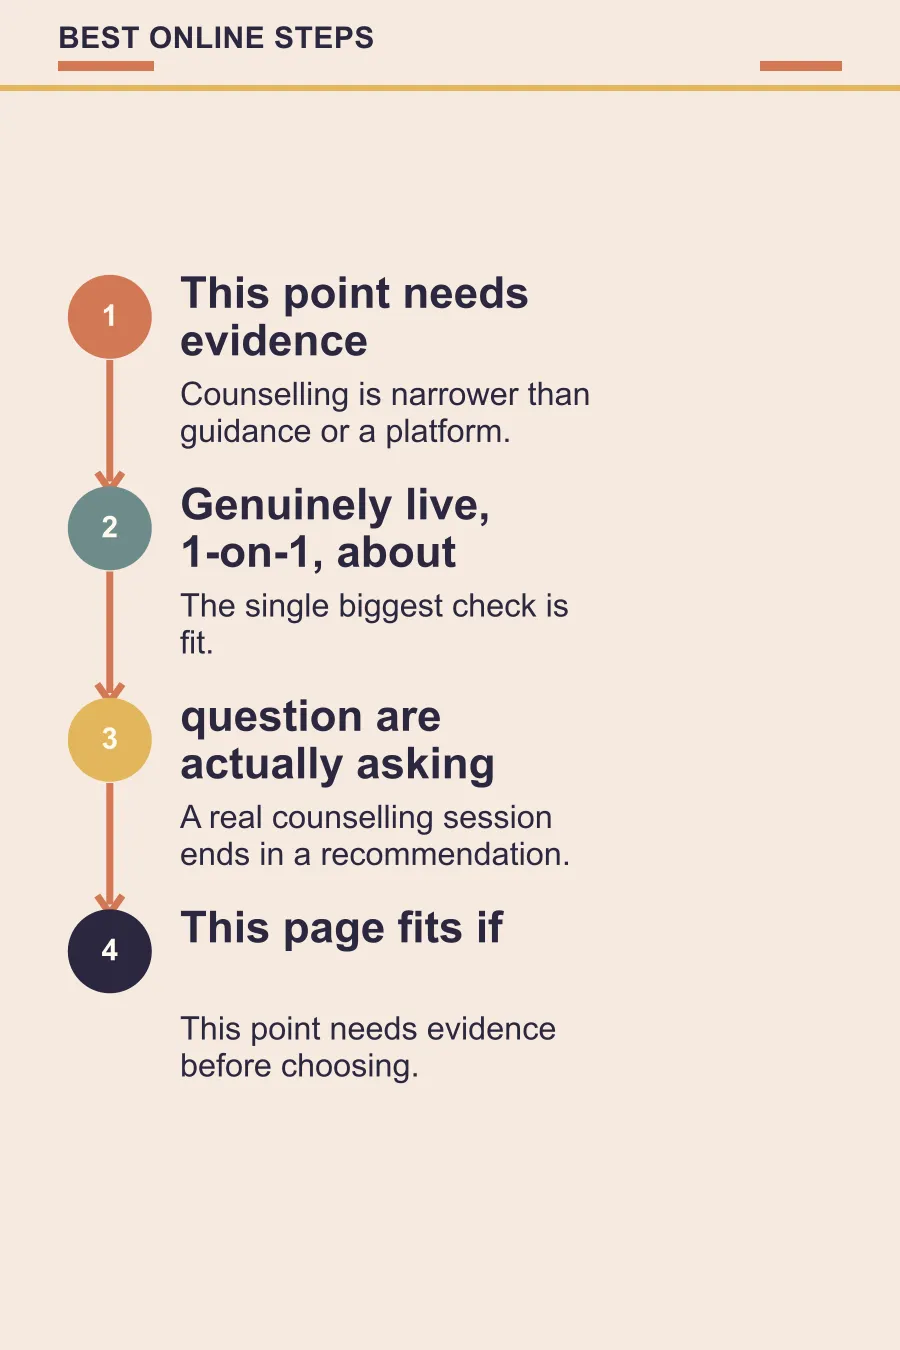 BEST ONLINE STEPS
1
This point needs
evidence
Counselling is narrower than
guidance or a platform.
2
Genuinely live,
1-on-1, about
The single biggest check is
fit.
3
question are
actually asking
A real counselling session
ends in a recommendation.
4
This page fits if
This point needs evidence
before choosing.